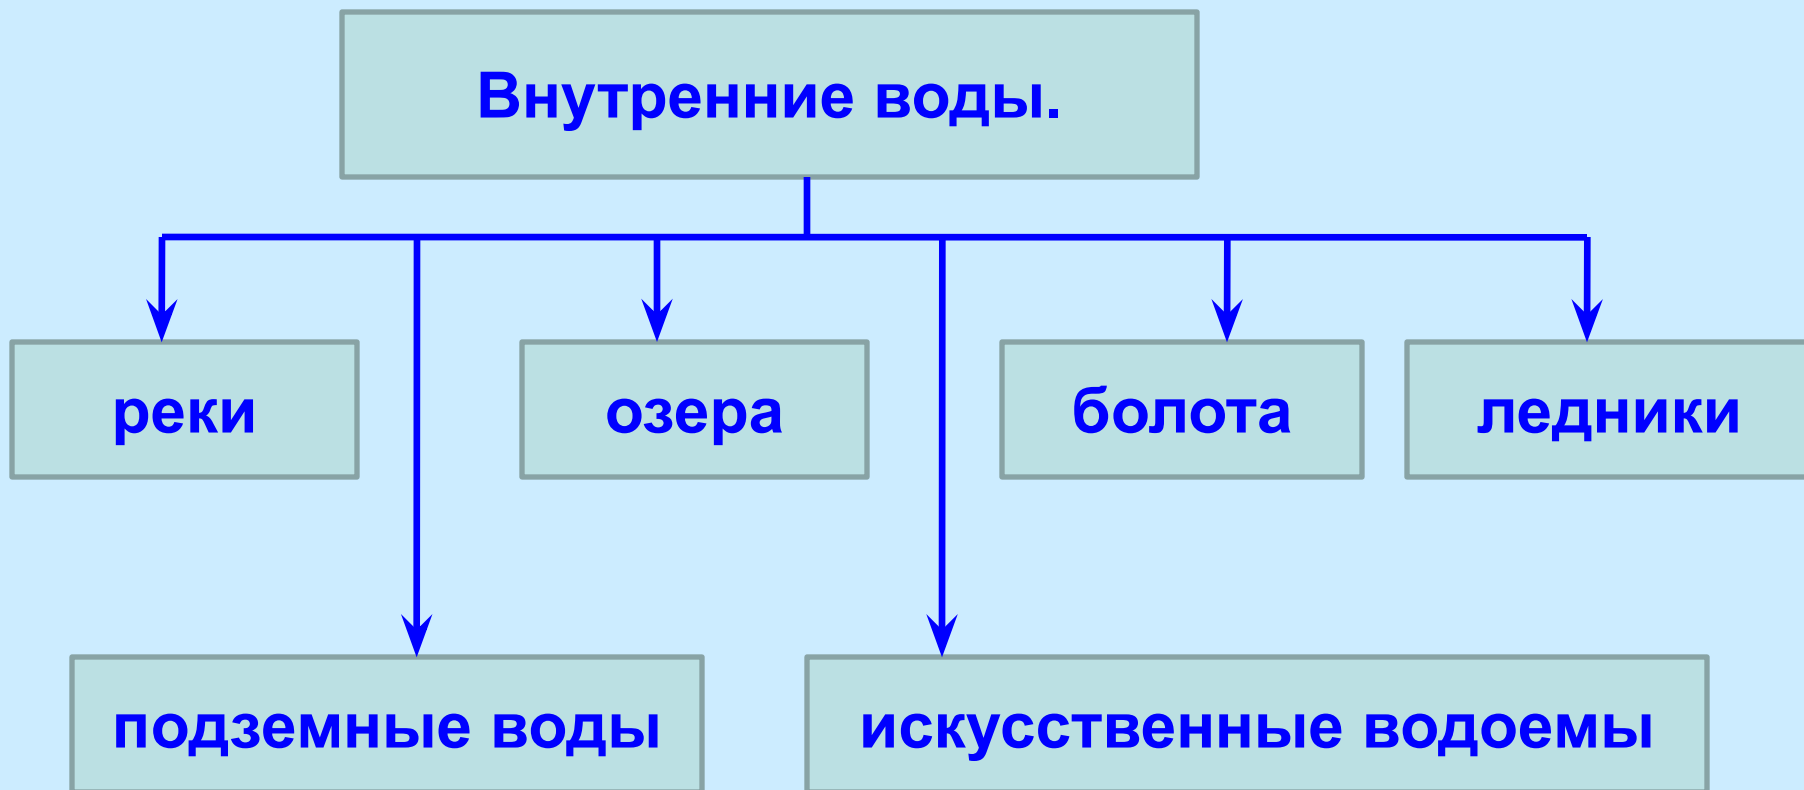 Внутренние воды.
реки
озера
болота
ледники
подземные воды
искусственные водоемы